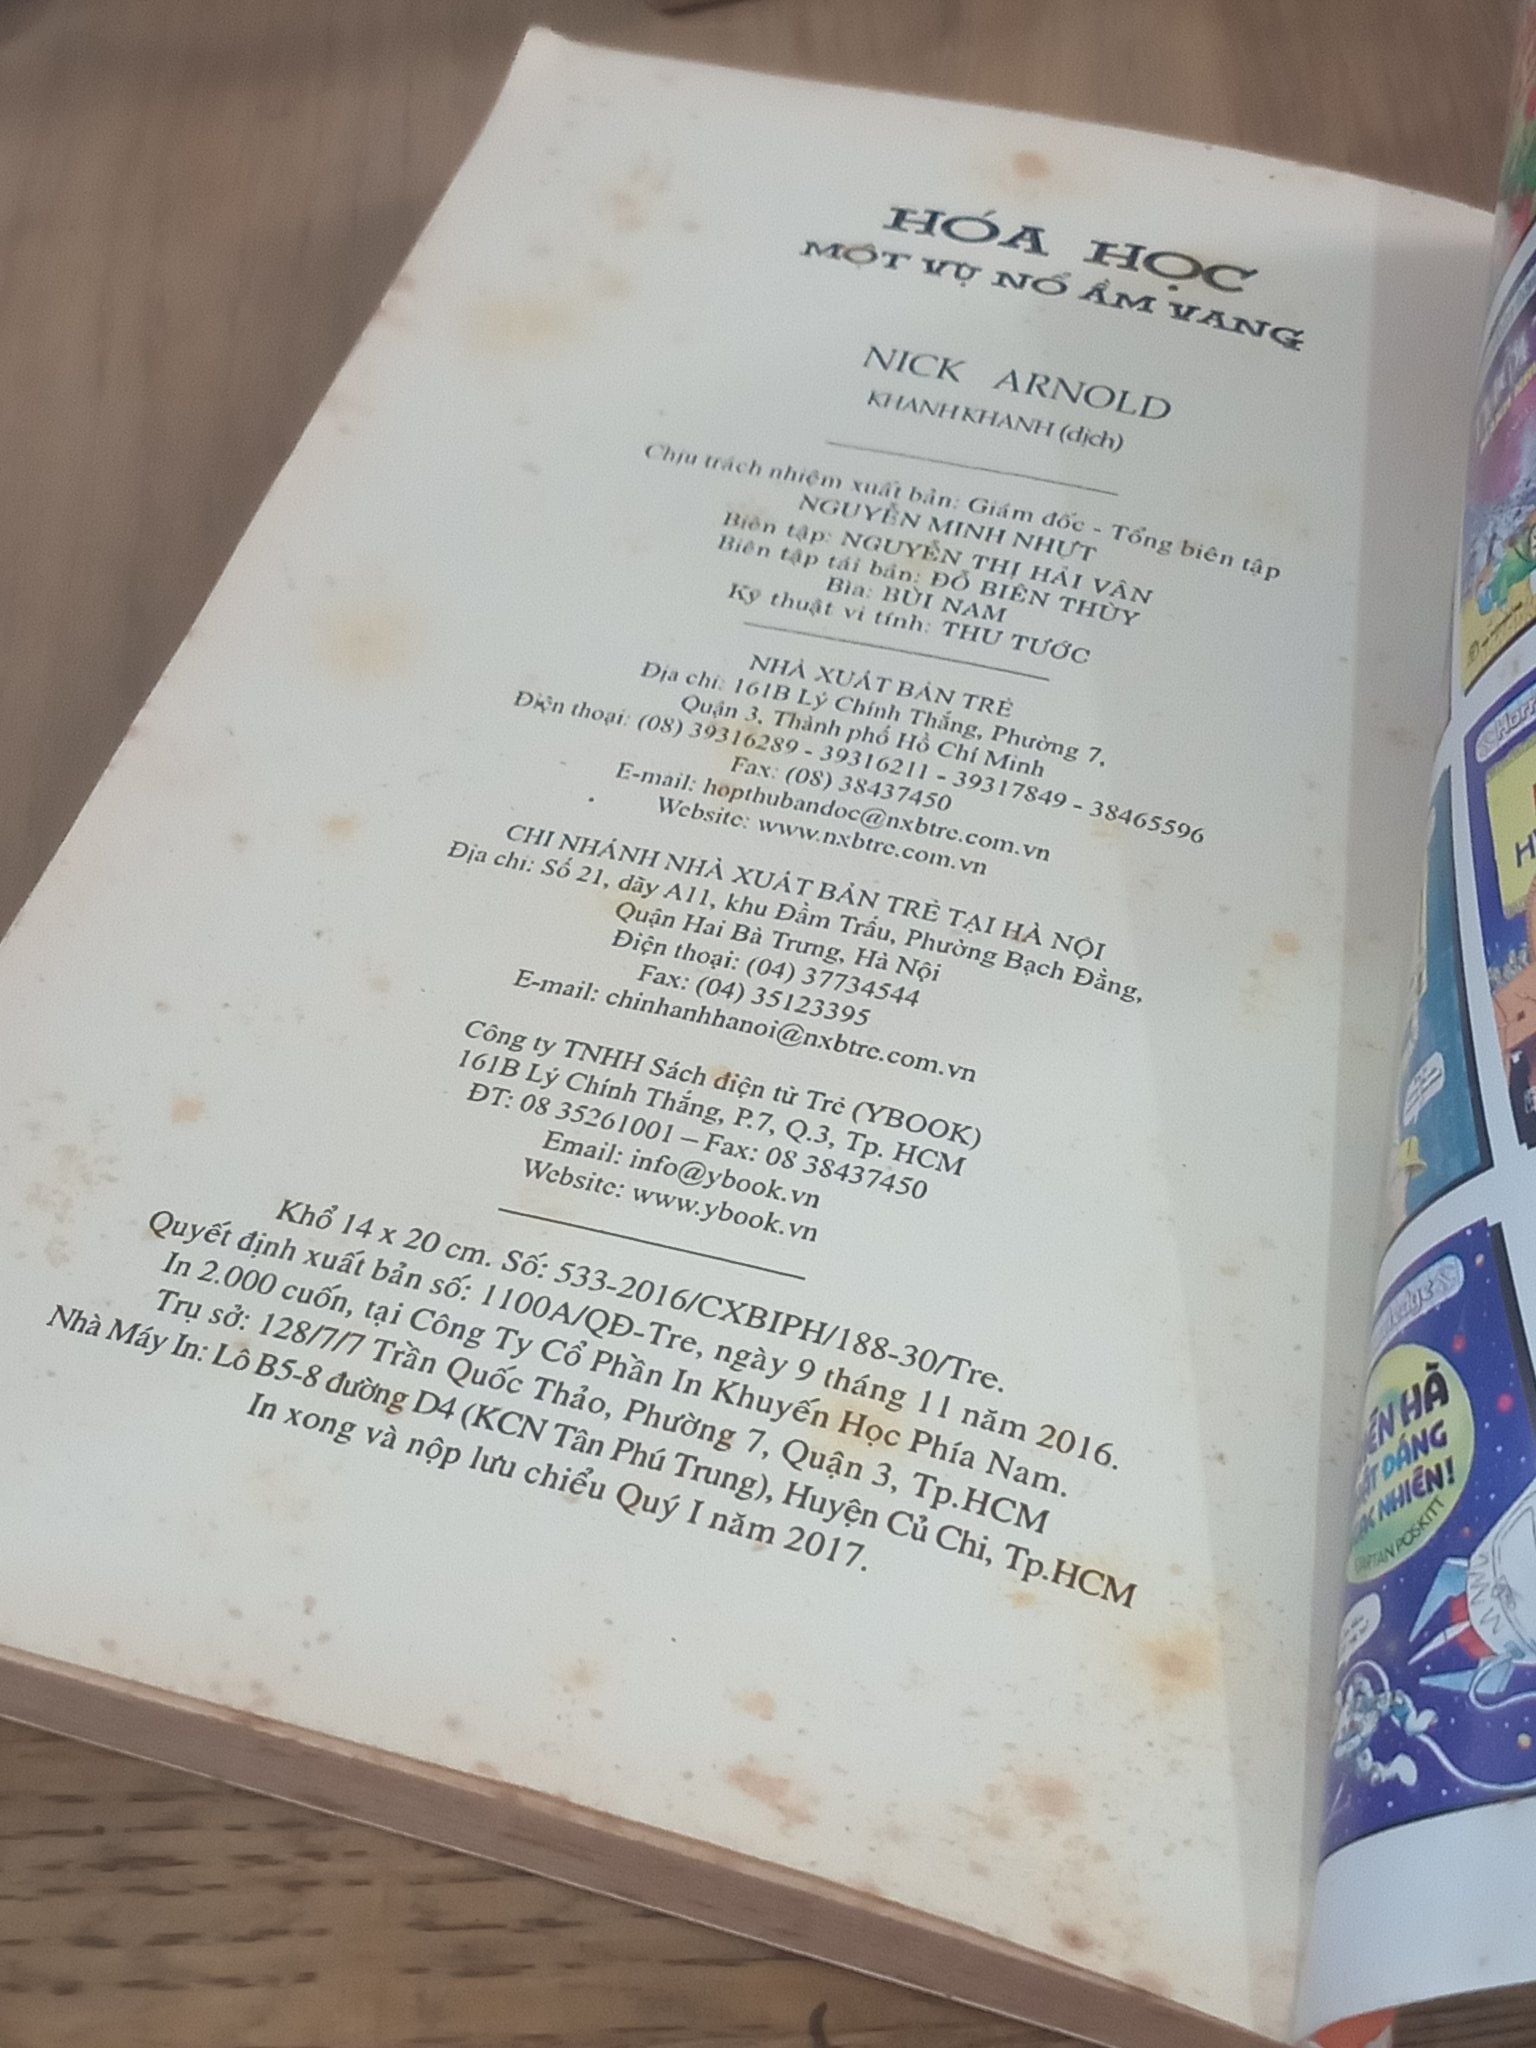 HÓA HỌC
MỘT VỤ NỔ ẦM VANG
NICK ARNOLD
KHANH KHANH (dịch)
Chịu trách nhiệm xuất bản: Giám đốc - Tổng biên tập
NGUYỄN MINH NHỰT
Biên tập: NGUYỄN THỊ HẢI VÂN
Biên tập tái bản: ĐỖ BIÊN THÙY
Bìa: BÙI NAM
Kỹ thuật vi tính: THU TƯỚC
NHÀ XUẤT BẢN TRẺ
Địa chỉ: 161B Lý Chính Thắng, Phường 7,
Quận 3, Thành phố Hồ Chí Minh
Điện thoại: (08) 39316289 - 39316211 - 39317849 - 38465596
Fax: (08) 38437450
E-mail: hopthubandoc@nxbtre.com.vn
Website: www.nxbtre.com.vn
CHI NHÁNH NHÀ XUẤT BẢN TRẺ TẠI HÀ NỘI
Địa chỉ: Số 21, dãy A11, khu Đầm Trấu, Phường Bạch Đằng,
Quận Hai Bà Trưng, Hà Nội
Điện thoại: (04) 37734544
Fax: (04) 35123395
E-mail: chinhanhhanoi@nxbtre.com.vn
Công ty TNHH Sách điện tử Trẻ (YBOOK)
161B Lý Chính Thắng, P.7, Q.3, Tp. HCM
ĐT: 08 35261001 – Fax: 08 38437450
Email: info@ybook.vn
Website: www.ybook.vn
Khổ 14 x 20 cm. Số: 533-2016/CXBIPH/188-30/Tre.
Quyết định xuất bản số: 1100A/QĐ-Tre, ngày 9 tháng 11 năm 2016.
In 2.000 cuốn, tại Công Ty Cổ Phần In Khuyến Học Phía Nam.
Trụ sở: 128/7/7 Trần Quốc Thảo, Phường 7, Quận 3, Tp.HCM
Nhà Máy In: Lô B5-8 đường D4 (KCN Tân Phú Trung), Huyện Củ Chi, Tp.HCM
In xong và nộp lưu chiểu Quý I năm 2017.
HÃ
ĐÁNG
NHIÊN!
POSKITT